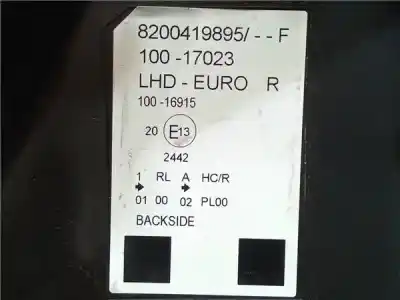 8200419895/ - - F
100 -17023
LHD - EURO R
100 -16915
20 E13
2442
1 RL A HC/R
01 00 02 PL00
BACKSIDE